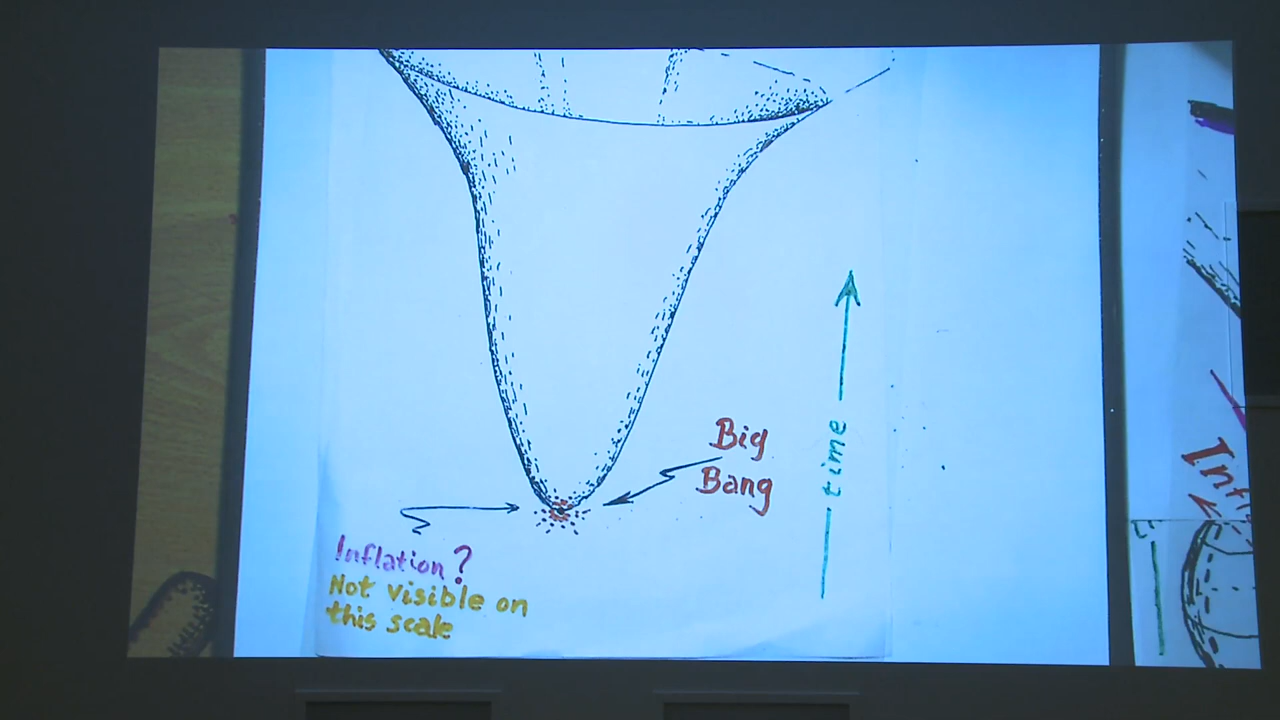 Big
Bang
time
Inflation?
Not visible on
this scale